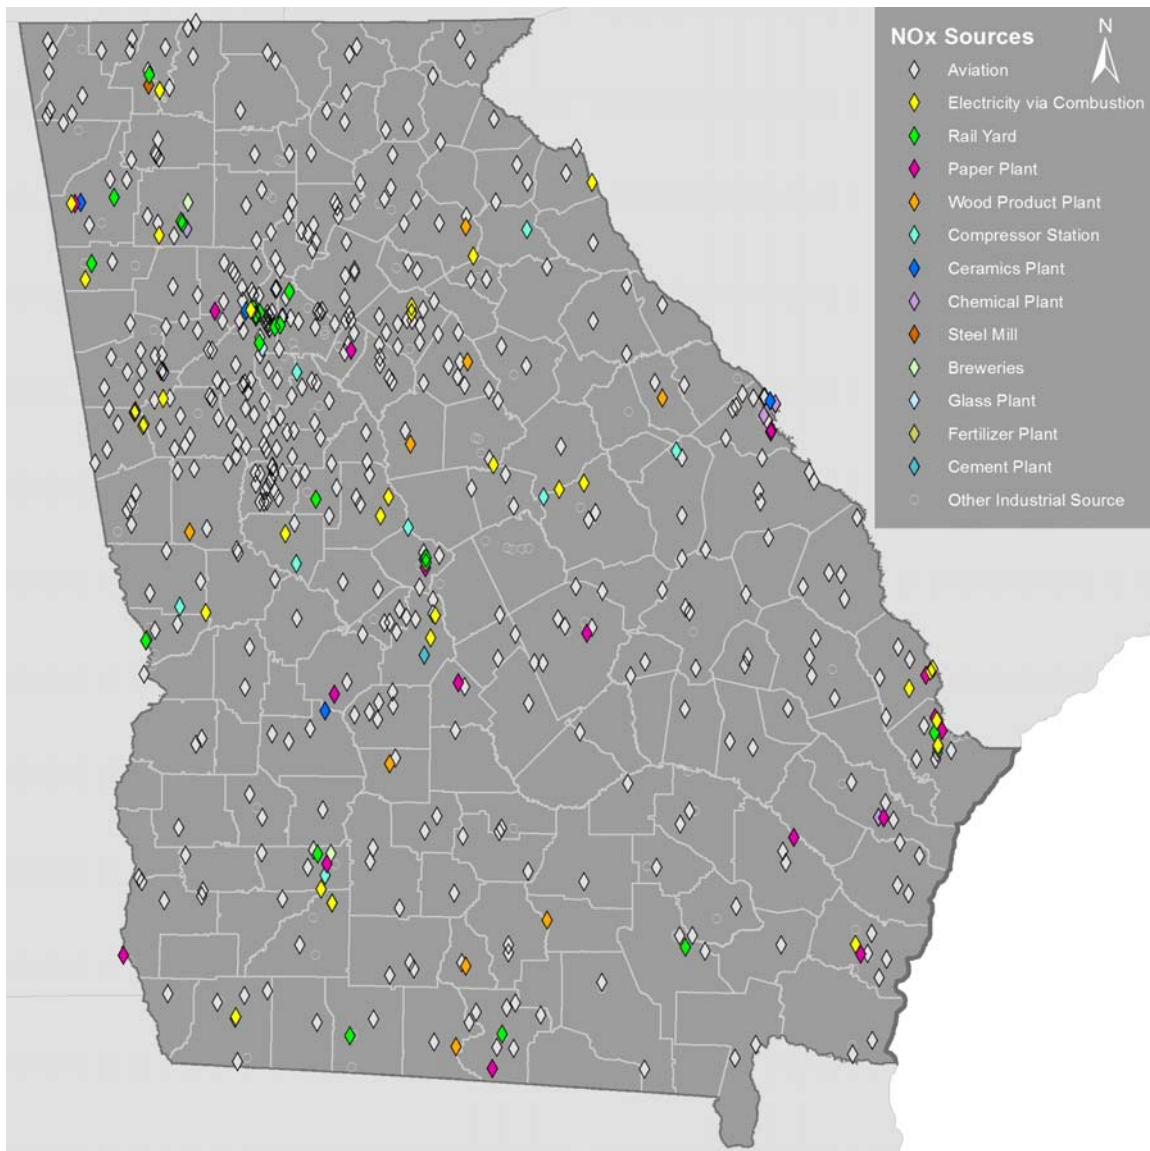 NOx Sources
N
Aviation
Electricity via Combustion
Rail Yard
Paper Plant
Wood Product Plant
Compressor Station
Ceramics Plant
Chemical Plant
Steel Mill
Breweries
Glass Plant
Fertilizer Plant
Cement Plant
Other Industrial Source